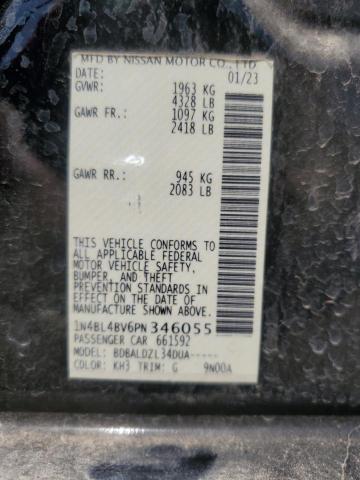 MFD BY NISSAN MOTOR CO., LTD
DATE: 01/23
GVWR: 1963 KG
4328 LB
GAWR FR.: 1097 KG
2418 LB
GAWR RR.: 945 KG
2083 LB
THIS VEHICLE CONFORMS TO
ALL APPLICABLE FEDERAL
MOTOR VEHICLE SAFETY,
BUMPER, AND THEFT
PREVENTION STANDARDS IN
EFFECT ON THE DATE OF
MANUFACTURE SHOWN ABOVE.
1N4BL4BV6PN346055
PASSENGER CAR 661592
MODEL: BDBALDZL34DUA-----
COLOR: KH3 TRIM: G 9N00A